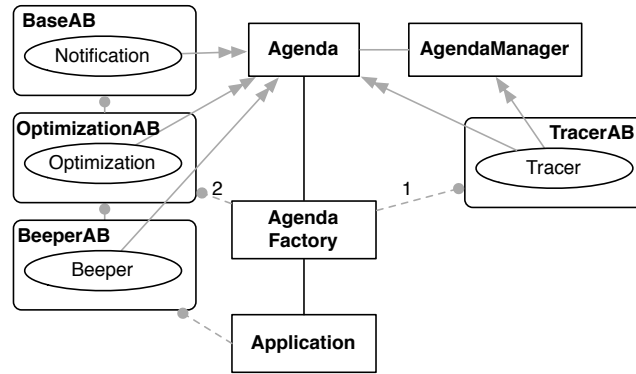 BaseAB
Notification
Agenda
AgendaManager
OptimizationAB
Optimization
TracerAB
Tracer
2
1
Agenda
Factory
BeeperAB
Beeper
Application